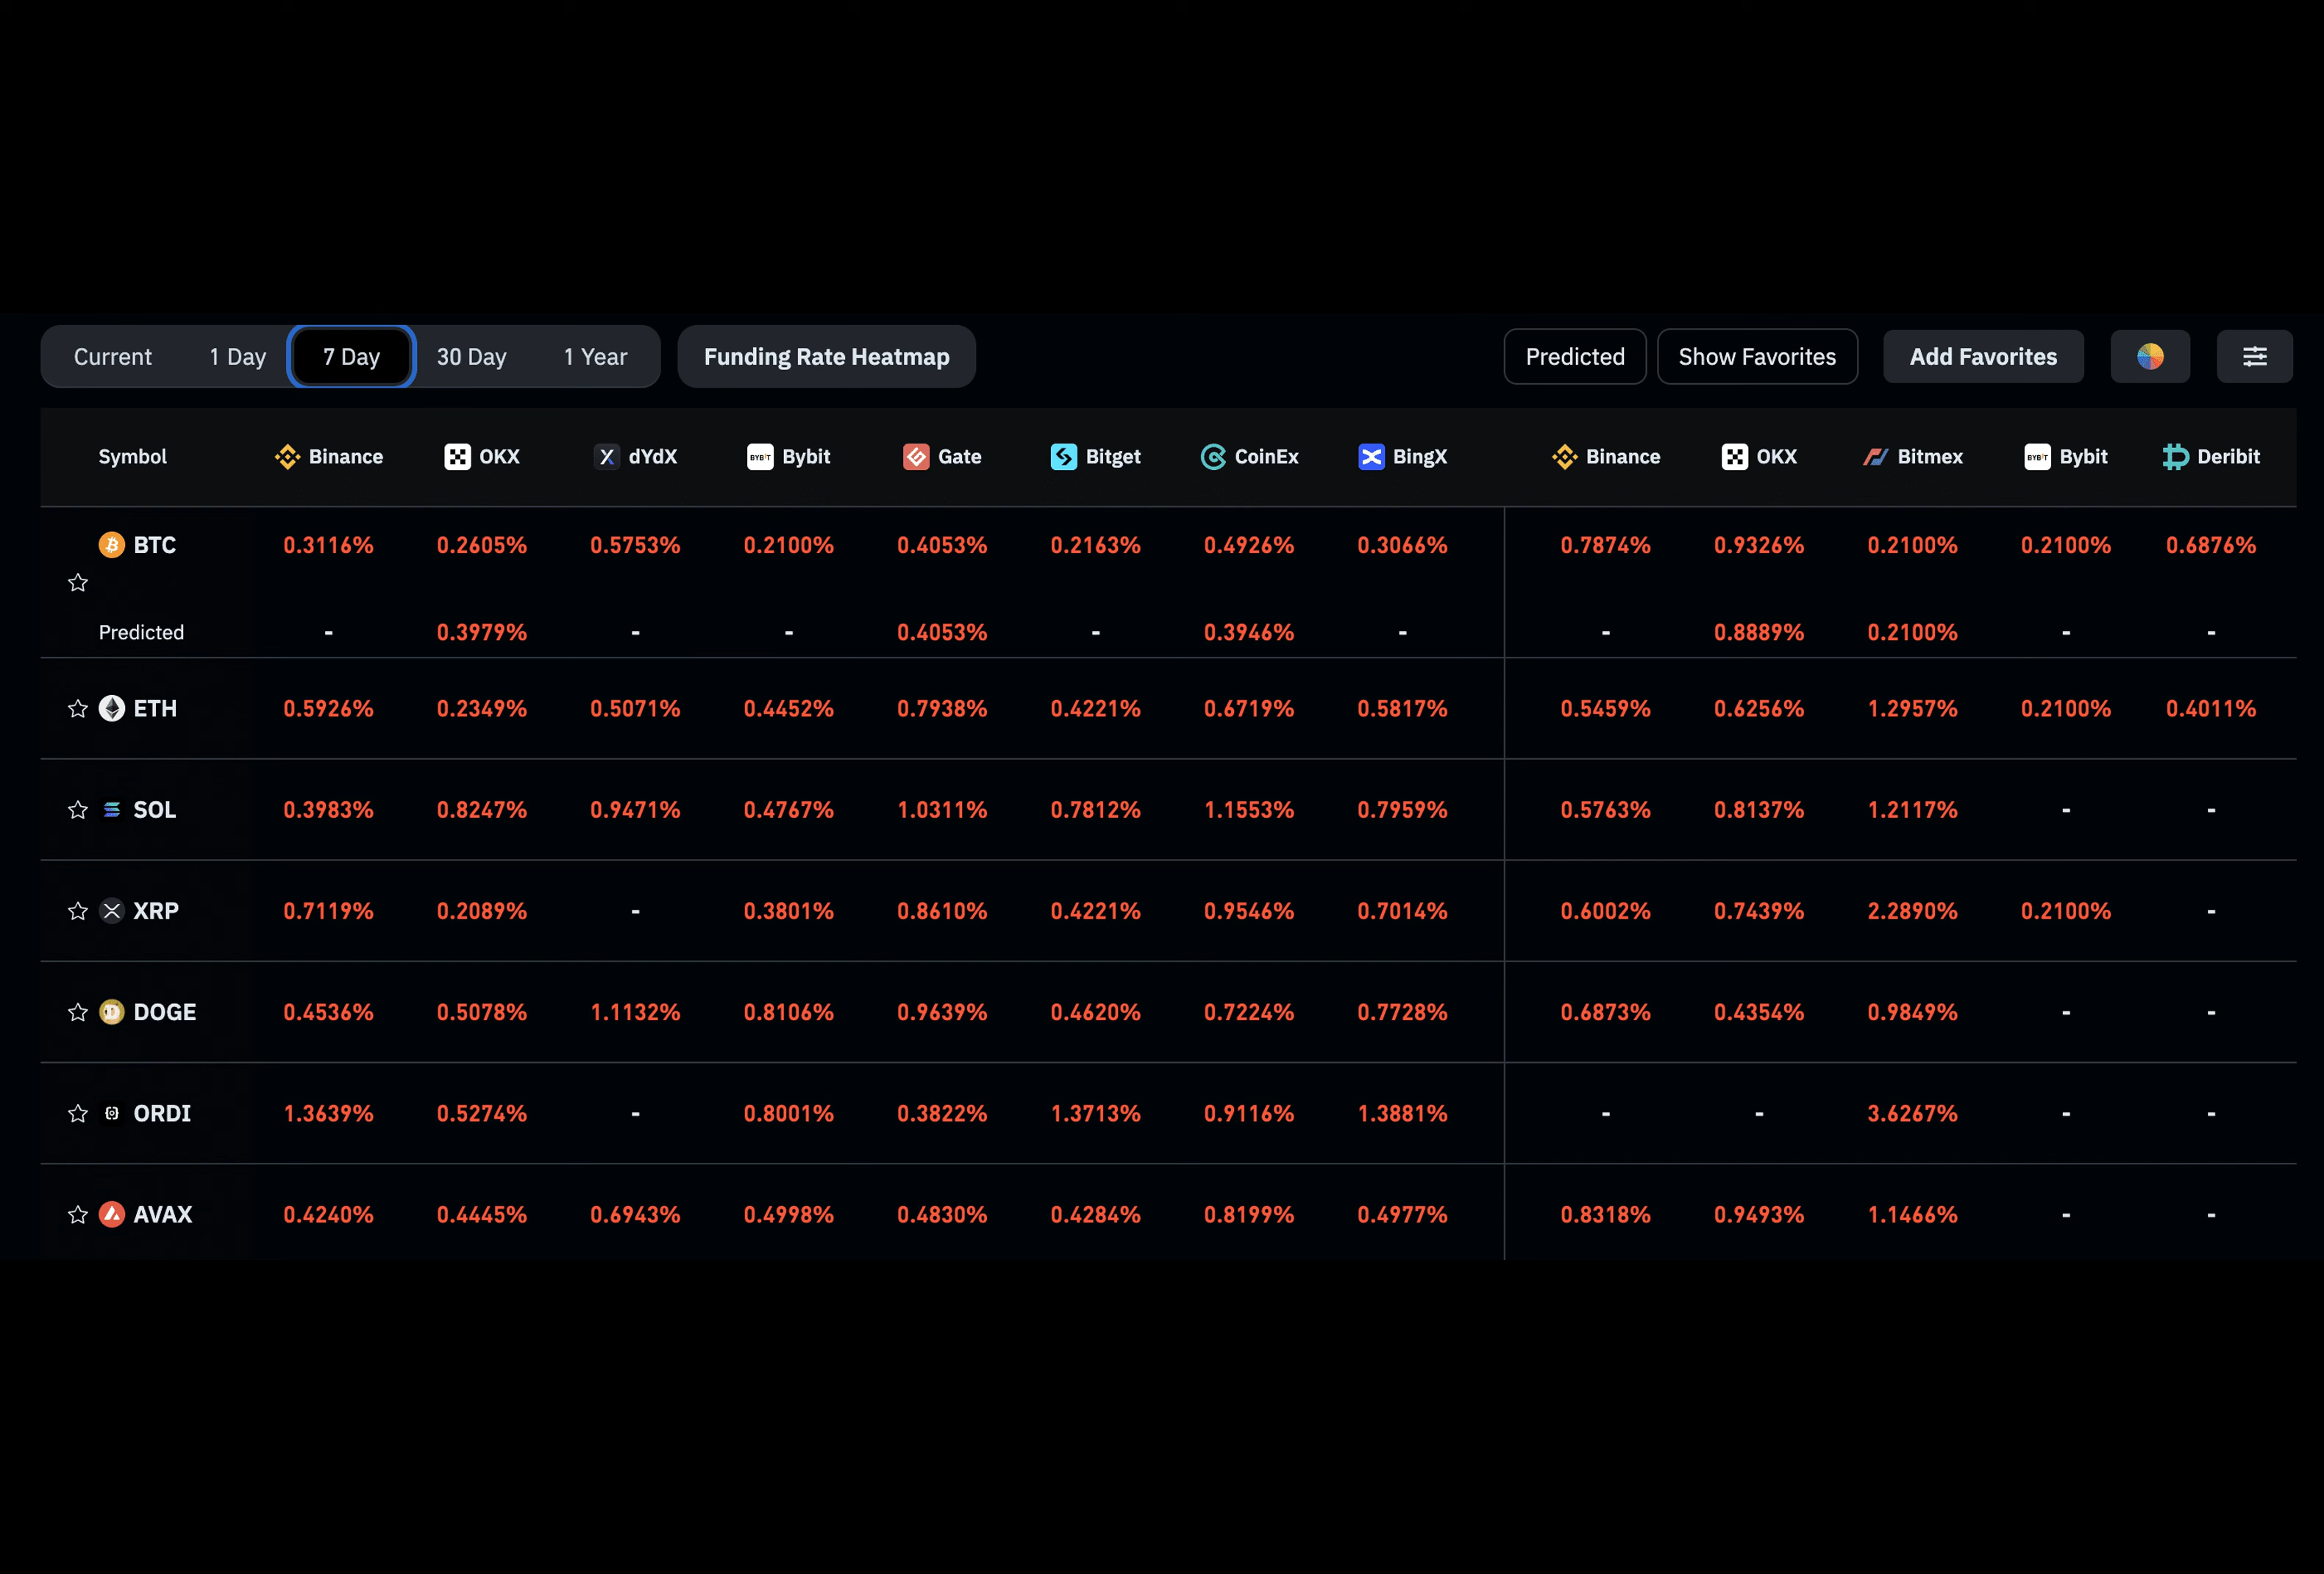 Current 1 Day 7 Day 30 Day 1 Year Funding Rate Heatmap Predicted Show Favorites Add Favorites
Symbol Binance OKX dYdX Bybit Gate Bitget CoinEx BingX Binance OKX Bitmex Bybit Deribit
BTC 0.3116% 0.2605% 0.5753% 0.2100% 0.4053% 0.2163% 0.4926% 0.3066% 0.7874% 0.9326% 0.2100% 0.2100% 0.6876%
Predicted - 0.3979% - - 0.4053% - 0.3946% - - 0.8889% 0.2100% - -
ETH 0.5926% 0.2349% 0.5071% 0.4452% 0.7938% 0.4221% 0.6719% 0.5817% 0.5459% 0.6256% 1.2957% 0.2100% 0.4011%
SOL 0.3983% 0.8247% 0.9471% 0.4767% 1.0311% 0.7812% 1.1553% 0.7959% 0.5763% 0.8137% 1.2117% - -
XRP 0.7119% 0.2089% - 0.3801% 0.8610% 0.4221% 0.9546% 0.7014% 0.6002% 0.7439% 2.2890% 0.2100% -
DOGE 0.4536% 0.5078% 1.1132% 0.8106% 0.9639% 0.4620% 0.7224% 0.7728% 0.6873% 0.4354% 0.9849% - -
ORDI 1.3639% 0.5274% - 0.8001% 0.3822% 1.3713% 0.9116% 1.3881% - - 3.6267% - -
AVAX 0.4240% 0.4445% 0.6943% 0.4998% 0.4830% 0.4284% 0.8199% 0.4977% 0.8318% 0.9493% 1.1466% - -